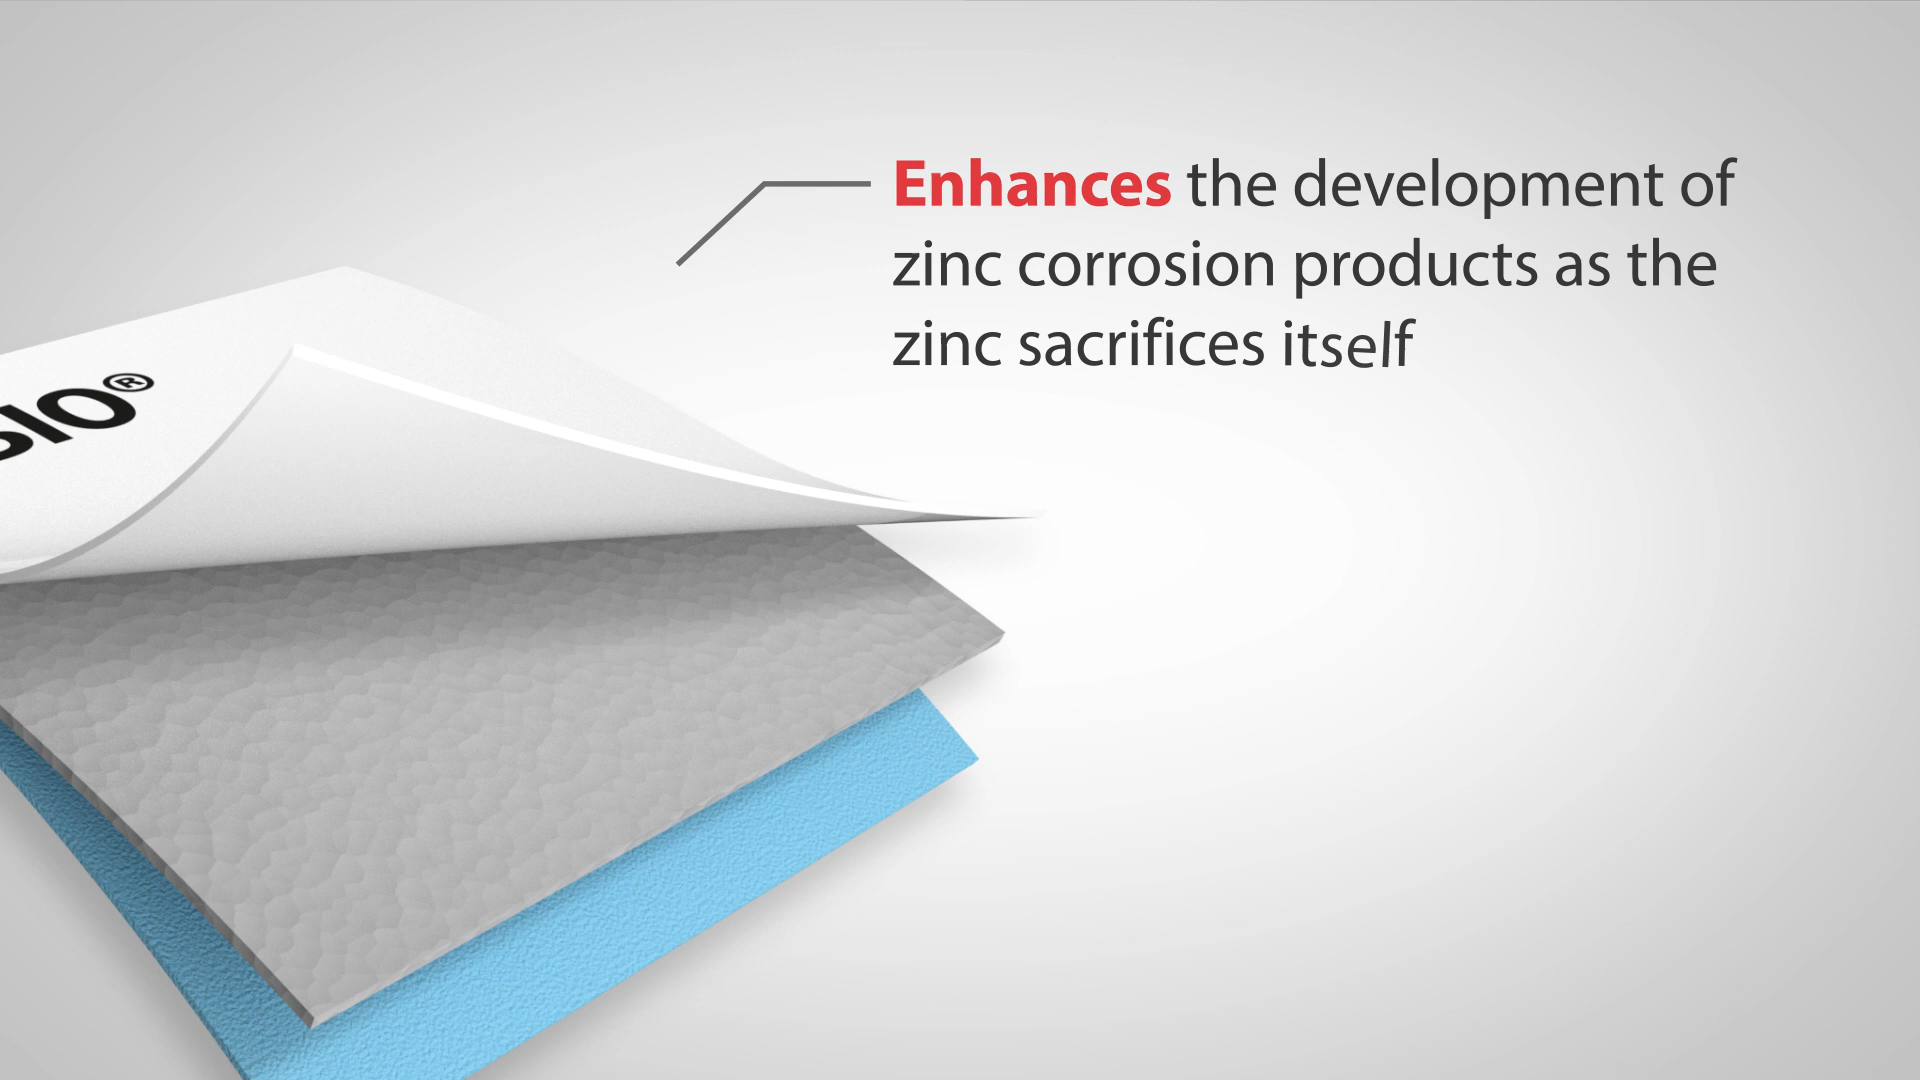 Enhances the development of
zinc corrosion products as the
zinc sacrifices itself